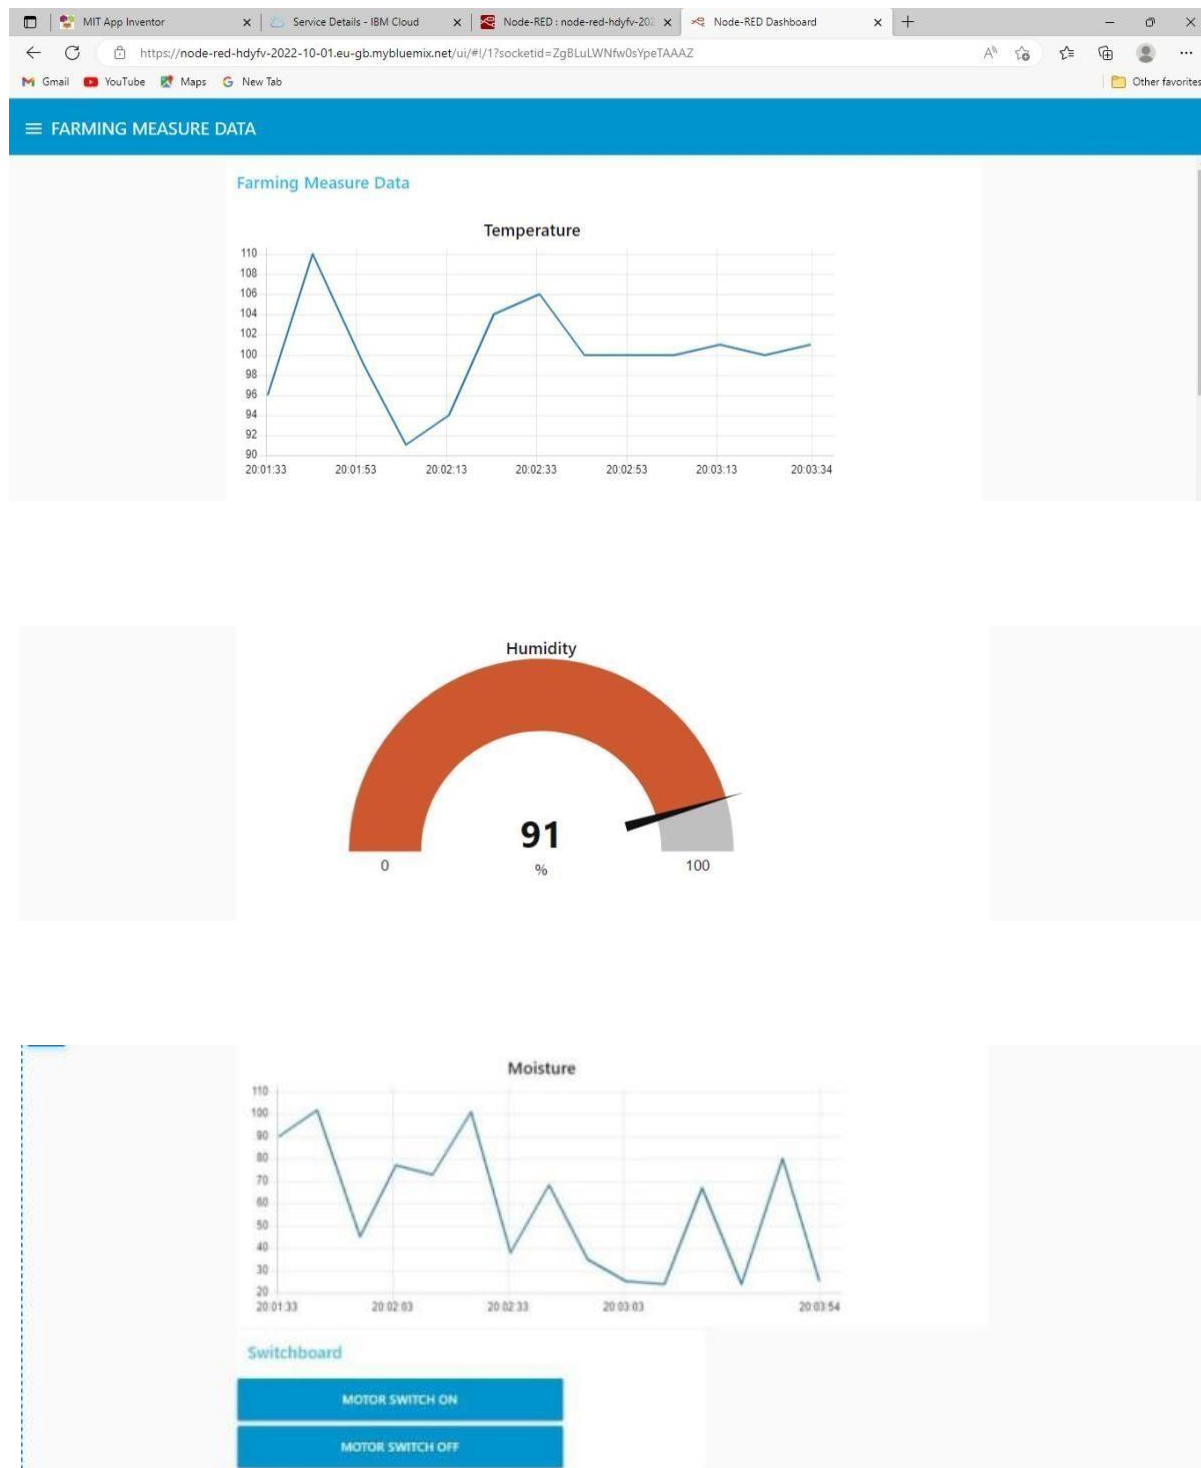 MIT App Inventor
Service Details - IBM Cloud
Node-RED : node-red-hdyfv-202
Node-RED Dashboard
https://node-red-hdyfv-2022-10-01.eu-gb.mybluemix.net/ui/#!/1?socketid=ZgBLuLWNfw0sYpeTAAAZ
Gmail YouTube Maps New Tab Other favorites
FARMING MEASURE DATA
Farming Measure Data
Temperature
110
108
106
104
102
100
98
96
94
92
90
20:01:33 20:01:53 20:02:13 20:02:33 20:02:53 20:03:13 20:03:34
Humidity
91
%
0 100
Moisture
110
100
90
80
70
60
50
40
30
20
20:01:33 20:02:03 20:02:33 20:03:03 20:03:54
Switchboard
MOTOR SWITCH ON
MOTOR SWITCH OFF